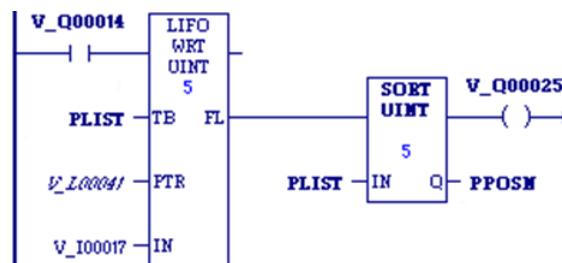 V_Q00014
LIFO
WRT
UINT
5
PLIST TB FL
V_L00041 PTR
V_I00017 IN
SORT
UINT
5
V_Q00025
PLIST IN Q PPOSN